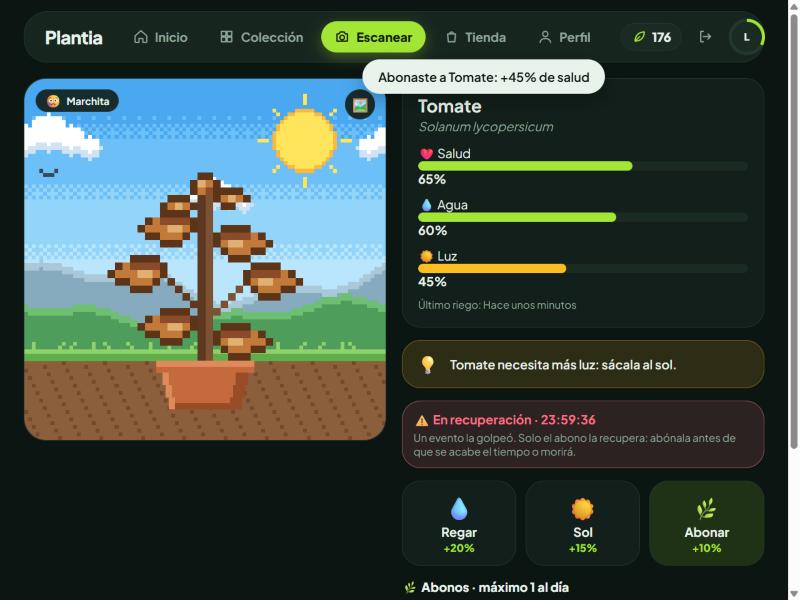 Plantia
Inicio
Colección
Escanear
Tienda
Perfil
176
L
Abonaste a Tomate: +45% de salud
Marchita
Tomate
Solanum lycopersicum
Salud
65%
Agua
60%
Luz
45%
Último riego: Hace unos minutos
Tomate necesita más luz: sácala al sol.
En recuperación · 23:59:36
Un evento la golpeó. Solo el abono la recupera: abónala antes de
que se acabe el tiempo o morirá.
Regar
+20%
Sol
+15%
Abonar
+10%
Abonos · máximo 1 al día